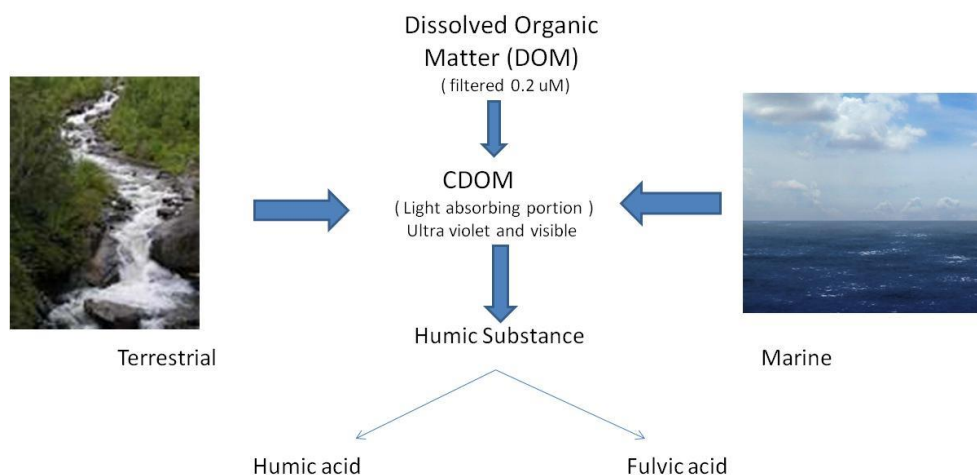 Dissolved Organic
Matter (DOM)
( filtered 0.2 uM)
CDOM
( Light absorbing portion )
Ultra violet and visible
Humic Substance
Terrestrial
Marine
Humic acid
Fulvic acid